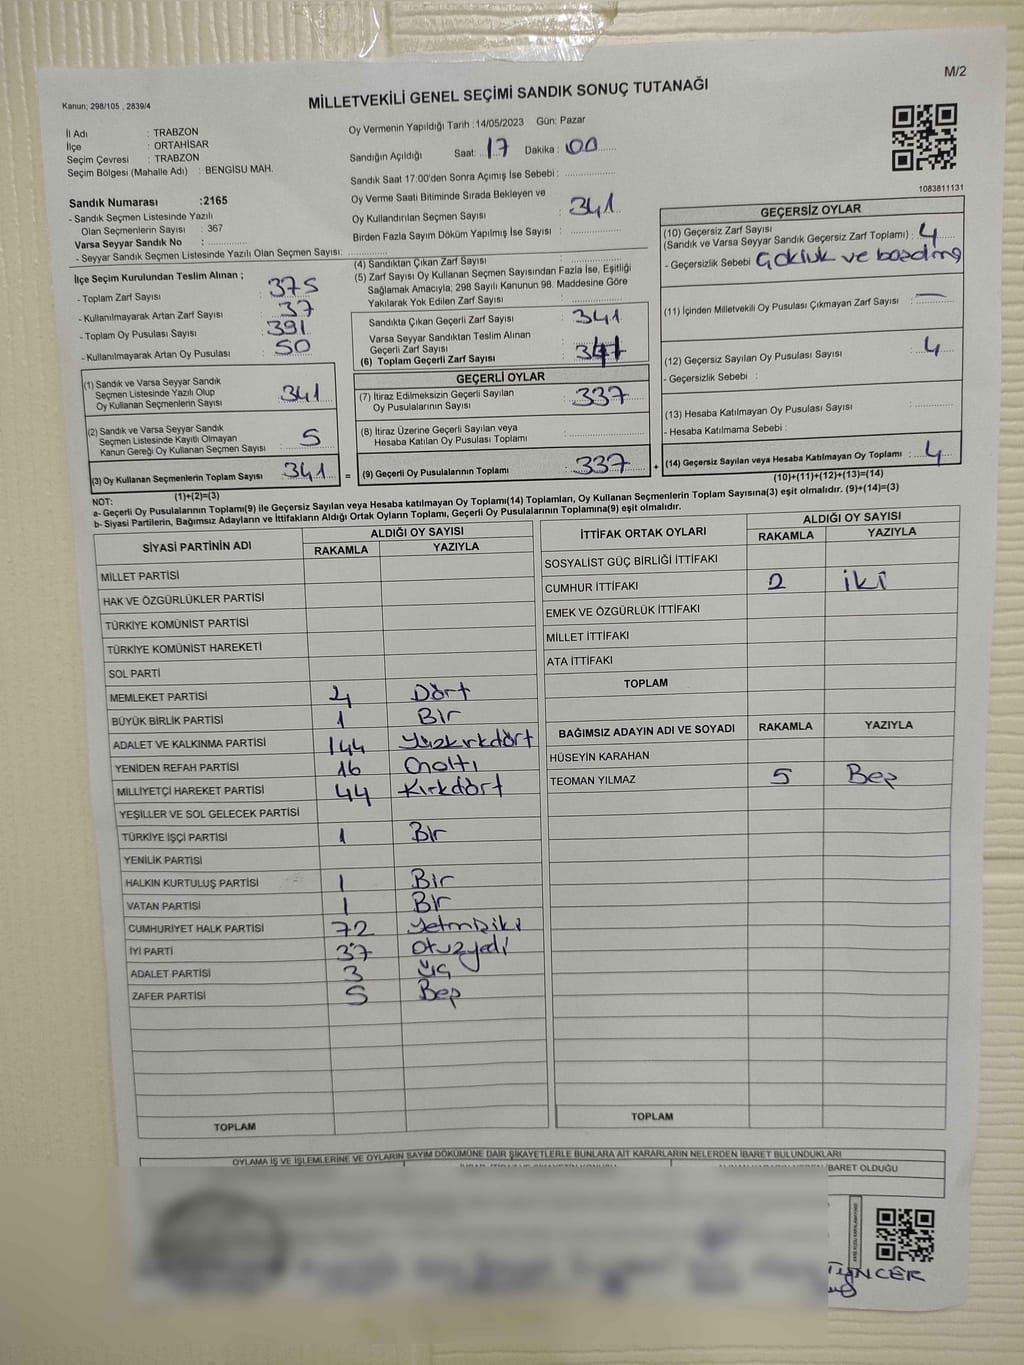 M/2
Kanun; 298/105 , 2839/4
MİLLETVEKİLİ GENEL SEÇİMİ SANDIK SONUÇ TUTANAĞI
İl Adı : TRABZON
İlçe : ORTAHİSAR
Seçim Çevresi : TRABZON
Seçim Bölgesi (Mahalle Adı) : BENGİSU MAH.
Oy Vermenin Yapıldığı Tarih :14/05/2023 Gün: Pazar
Sandığın Açıldığı Saat: 17 Dakika : 00
Sandık Saat 17:00'den Sonra Açımış İse Sebebi :
Oy Verme Saati Bitiminde Sırada Bekleyen ve
Oy Kullandırılan Seçmen Sayısı : 341
Birden Fazla Sayım Döküm Yapılmış İse Sayısı :
1083811131
Sandık Numarası :2165
- Sandık Seçmen Listesinde Yazılı
Olan Seçmenlerin Sayısı : 367
Varsa Seyyar Sandık No :
- Seyyar Sandık Seçmen Listesinde Yazılı Olan Seçmen Sayısı:
İlçe Seçim Kurulundan Teslim Alınan ;
- Toplam Zarf Sayısı : 375
- Kullanılmayarak Artan Zarf Sayısı : 37
- Toplam Oy Pusulası Sayısı : 391
- Kullanılmayarak Artan Oy Pusulası : 50
(1) Sandık ve Varsa Seyyar Sandık
Seçmen Listesinde Yazılı Olup
Oy Kullanan Seçmenlerin Sayısı : 341
(2) Sandık ve Varsa Seyyar Sandık
Seçmen Listesinde Kayıtlı Olmayan
Kanun Gereği Oy Kullanan Seçmen Sayısı : 5
(3) Oy Kullanan Seçmenlerin Toplam Sayısı : 341 =
(1)+(2)=(3)
(4) Sandıktan Çıkan Zarf Sayısı :
(5) Zarf Sayısı Oy Kullanan Seçmen Sayısından Fazla İse, Eşitliği
Sağlamak Amacıyla; 298 Sayılı Kanunun 98. Maddesine Göre
Yakılarak Yok Edilen Zarf Sayısı :
Sandıkta Çıkan Geçerli Zarf Sayısı : 341
Varsa Seyyar Sandıktan Teslim Alınan
Geçerli Zarf Sayısı :
(6) Toplam Geçerli Zarf Sayısı : 341
GEÇERLİ OYLAR
(7) İtiraz Edilmeksizin Geçerli Sayılan
Oy Pusulalarının Sayısı : 337
(8) İtiraz Üzerine Geçerli Sayılan veya
Hesaba Katılan Oy Pusulası Toplamı :
(9) Geçerli Oy Pusulalarının Toplamı : 337 +
GEÇERSİZ OYLAR
(10) Geçersiz Zarf Sayısı
(Sandık ve Varsa Seyyar Sandık Geçersiz Zarf Toplamı) : 4
- Geçersizlik Sebebi : Çokluk ve
(11) İçinden Milletvekili Oy Pusulası Çıkmayan Zarf Sayısı : —
(12) Geçersiz Sayılan Oy Pusulası Sayısı : 4
- Geçersizlik Sebebi :
(13) Hesaba Katılmayan Oy Pusulası Sayısı :
- Hesaba Katılmama Sebebi :
(14) Geçersiz Sayılan veya Hesaba Katılmayan Oy Toplamı : 4
(10)+(11)+(12)+(13)=(14)
NOT:
a- Geçerli Oy Pusulalarının Toplamı(9) ile Geçersiz Sayılan veya Hesaba katılmayan Oy Toplamı(14) Toplamları, Oy Kullanan Seçmenlerin Toplam Sayısına(3) eşit olmalıdır. (9)+(14)=(3)
b- Siyasi Partilerin, Bağımsız Adayların ve İttifakların Aldığı Ortak Oyların Toplamı, Geçerli Oy Pusulalarının Toplamına(9) eşit olmalıdır.
SİYASİ PARTİNİN ADI ALDIĞI OY SAYISI
RAKAMLA YAZIYLA
MİLLET PARTİSİ
HAK VE ÖZGÜRLÜKLER PARTİSİ
TÜRKİYE KOMÜNİST PARTİSİ
TÜRKİYE KOMÜNİST HAREKETİ
SOL PARTİ
MEMLEKET PARTİSİ 4 Dört
BÜYÜK BİRLİK PARTİSİ 1 Bir
ADALET VE KALKINMA PARTİSİ 144 Yüzkırkdört
YENİDEN REFAH PARTİSİ 16 Onaltı
MİLLİYETÇİ HAREKET PARTİSİ 44 Kırkdört
YEŞİLLER VE SOL GELECEK PARTİSİ
TÜRKİYE İŞÇİ PARTİSİ 1 Bir
YENİLİK PARTİSİ
HALKIN KURTULUŞ PARTİSİ 1 Bir
VATAN PARTİSİ 1 Bir
CUMHURİYET HALK PARTİSİ 72 Yetmişiki
İYİ PARTİ 37 Otuzyedi
ADALET PARTİSİ 3 Üç
ZAFER PARTİSİ 5 Beş
TOPLAM
İTTİFAK ORTAK OYLARI ALDIĞI OY SAYISI
RAKAMLA YAZIYLA
SOSYALİST GÜÇ BİRLİĞİ İTTİFAKI
CUMHUR İTTİFAKI 2 İki
EMEK VE ÖZGÜRLÜK İTTİFAKI
MİLLET İTTİFAKI
ATA İTTİFAKI
TOPLAM
BAĞIMSIZ ADAYIN ADI VE SOYADI RAKAMLA YAZIYLA
HÜSEYİN KARAHAN
TEOMAN YILMAZ 5 Beş
TOPLAM
OYLAMA İŞ VE İŞLEMLERİNE VE OYLARIN SAYIM DÖKÜMÜNE DAİR ŞİKAYETLERLE BUNLARA AİT KARARLARIN NELERDEN İBARET BULUNDUKLARI
İBARET OLDUĞU
TUNCER